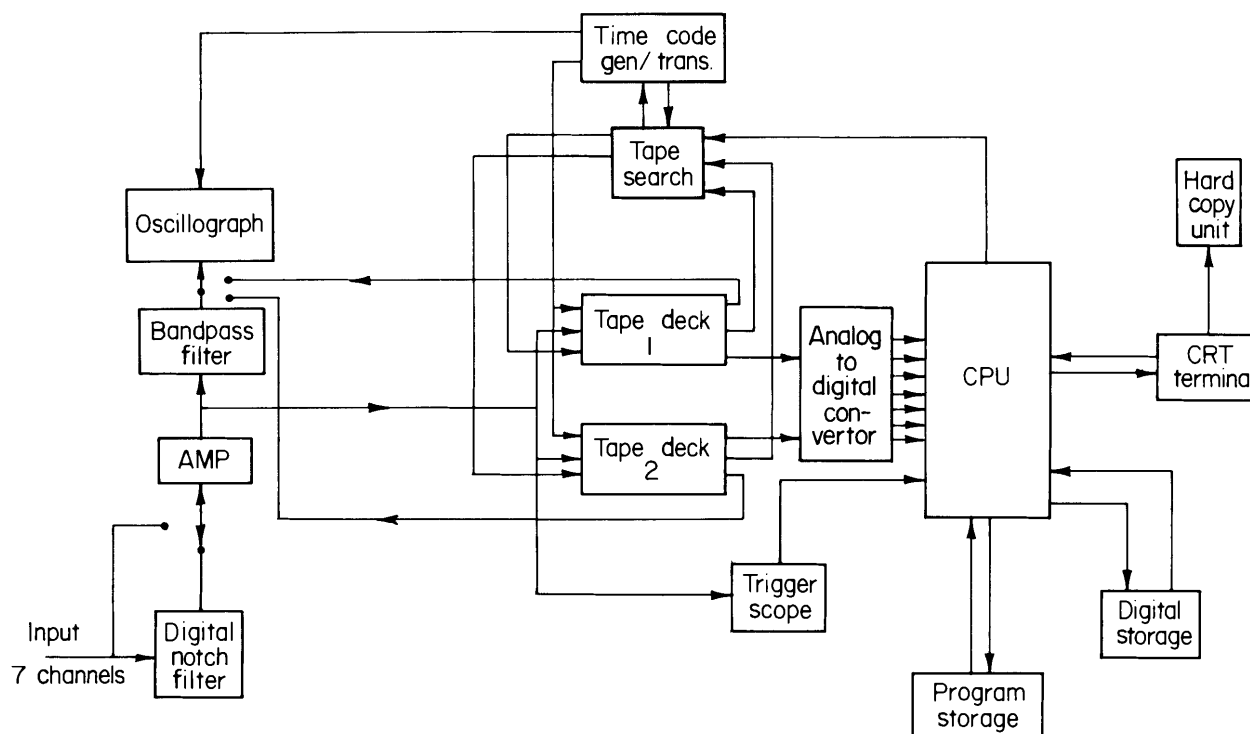 Time code
gen/trans.
Tape
search
Hard
copy
unit
Oscillograph
Bandpass
filter
Tape deck
1
Analog
to
digital
con-
vertor
CPU
CRT
termina
AMP
Tape deck
2
Trigger
scope
Digital
storage
Input
7 channels
Digital
notch
filter
Program
storage